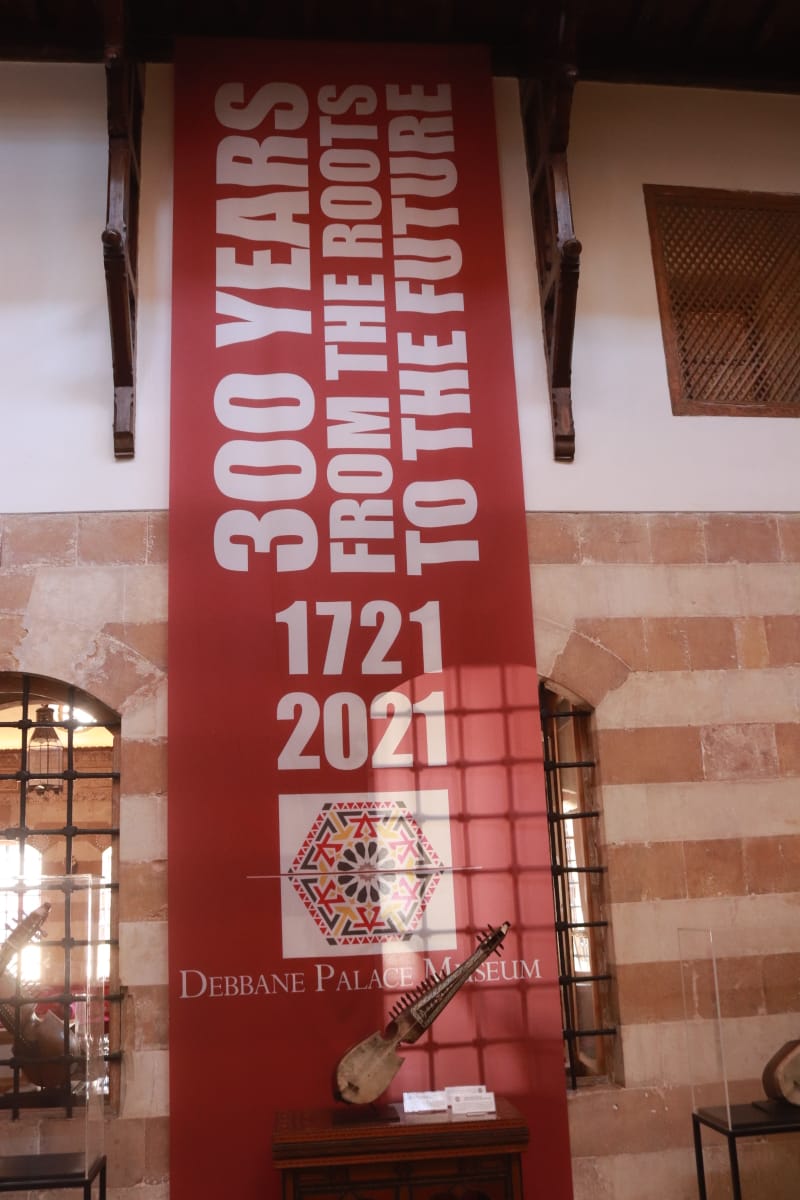 300 YEARS
FROM THE ROOTS
TO THE FUTURE
1721
2021
DEBBANE PALACE MUSEUM